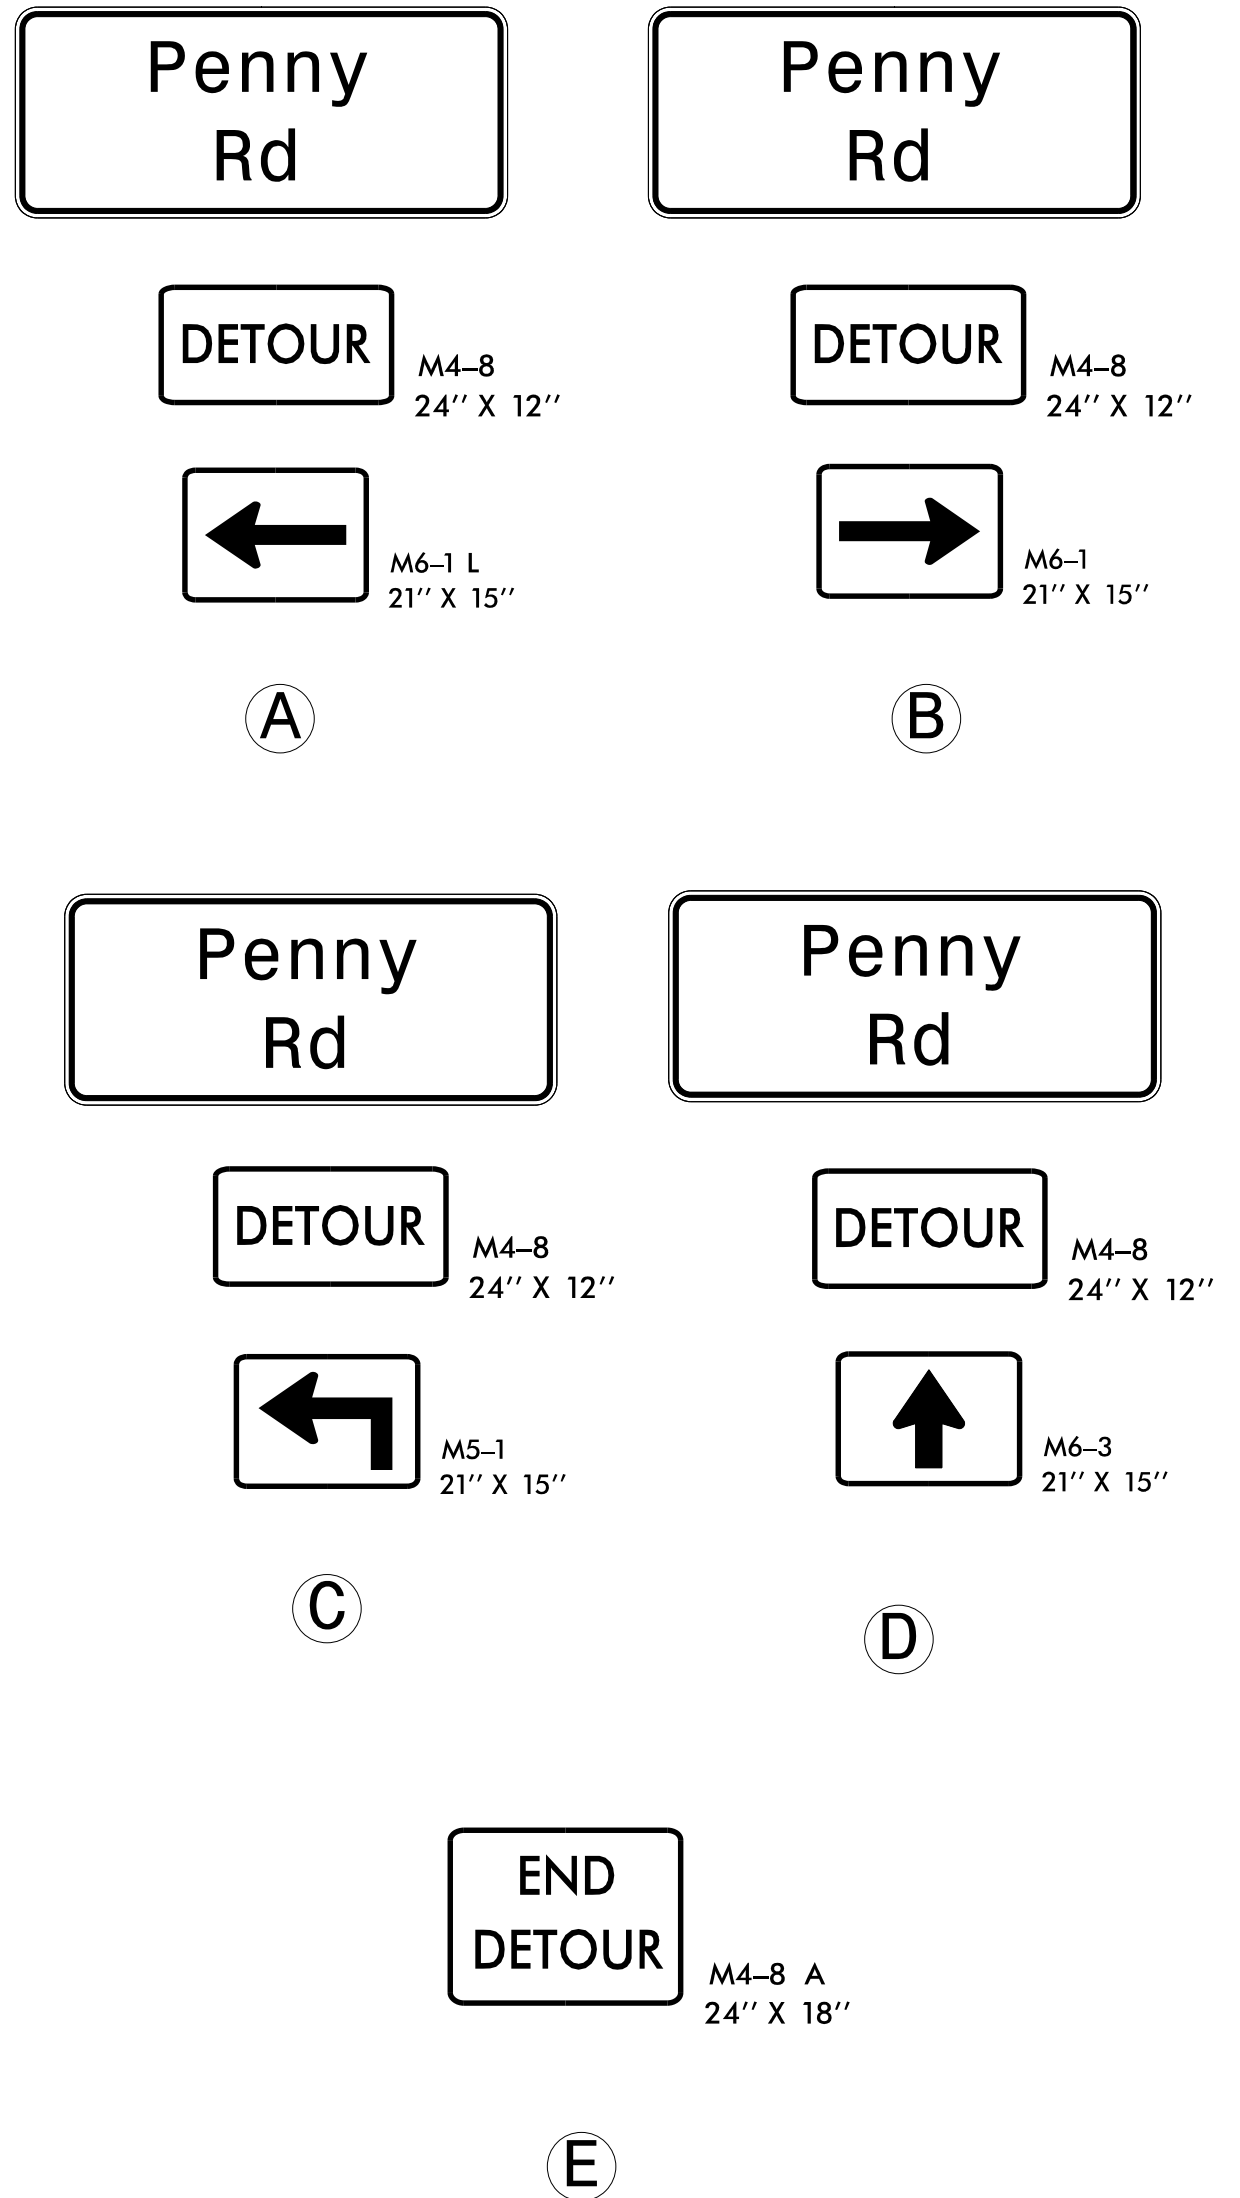 Penny
Rd
DETOUR
M4–8
24’’ X 12’’
M6–1 L
21’’ X 15’’
A
Penny
Rd
DETOUR
M4–8
24’’ X 12’’
M6–1
21’’ X 15’’
B
Penny
Rd
DETOUR
M4–8
24’’ X 12’’
M5–1
21’’ X 15’’
C
Penny
Rd
DETOUR
M4–8
24’’ X 12’’
M6–3
21’’ X 15’’
D
END
DETOUR
M4–8 A
24’’ X 18’’
E